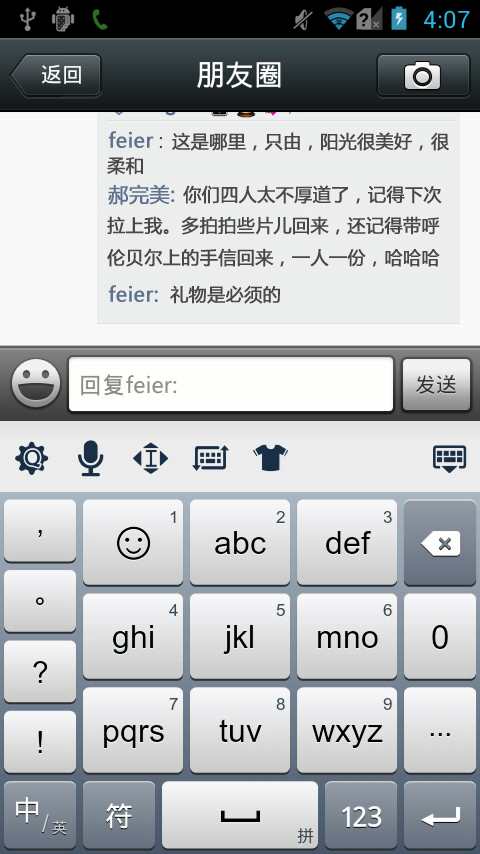 4:07
返回
朋友圈
feier : 这是哪里，只由，阳光很美好，很
柔和
郝完美: 你们四人太不厚道了，记得下次
拉上我。多拍拍些片儿回来，还记得带呼
伦贝尔上的手信回来，一人一份，哈哈哈
feier: 礼物是必须的
回复feier:
发送
,
1
2 abc
3 def
。
4 ghi
5 jkl
6 mno
0
?
7 pqrs
8 tuv
9 wxyz
...
!
中/英
符
拼
123